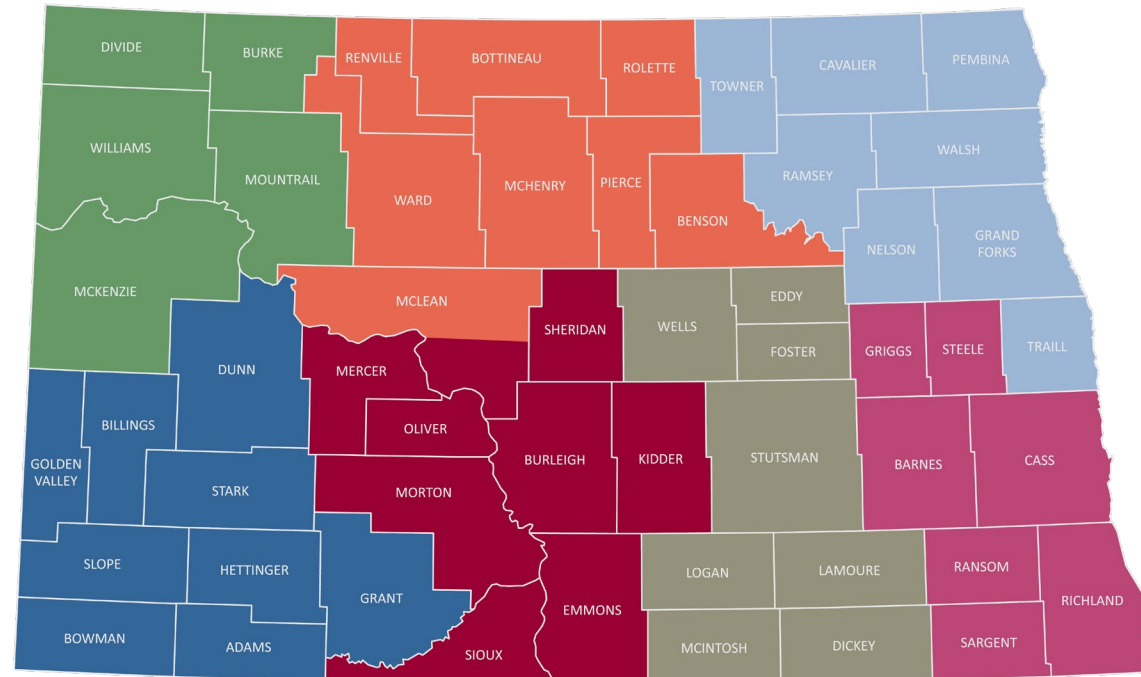 DIVIDE
BURKE
RENVILLE
BOTTINEAU
ROLETTE
TOWNER
CAVALIER
PEMBINA
WILLIAMS
MOUNTRAIL
WARD
MCHENRY
PIERCE
BENSON
RAMSEY
WALSH
NELSON
GRAND
FORKS
MCKENZIE
MCLEAN
SHERIDAN
WELLS
EDDY
FOSTER
GRIGGS
STEELE
TRAILL
DUNN
MERCER
OLIVER
BILLINGS
GOLDEN
VALLEY
STARK
MORTON
BURLEIGH
KIDDER
STUTSMAN
BARNES
CASS
SLOPE
HETTINGER
GRANT
EMMONS
LOGAN
LAMOURE
RANSOM
RICHLAND
BOWMAN
ADAMS
SIOUX
MCINTOSH
DICKEY
SARGENT